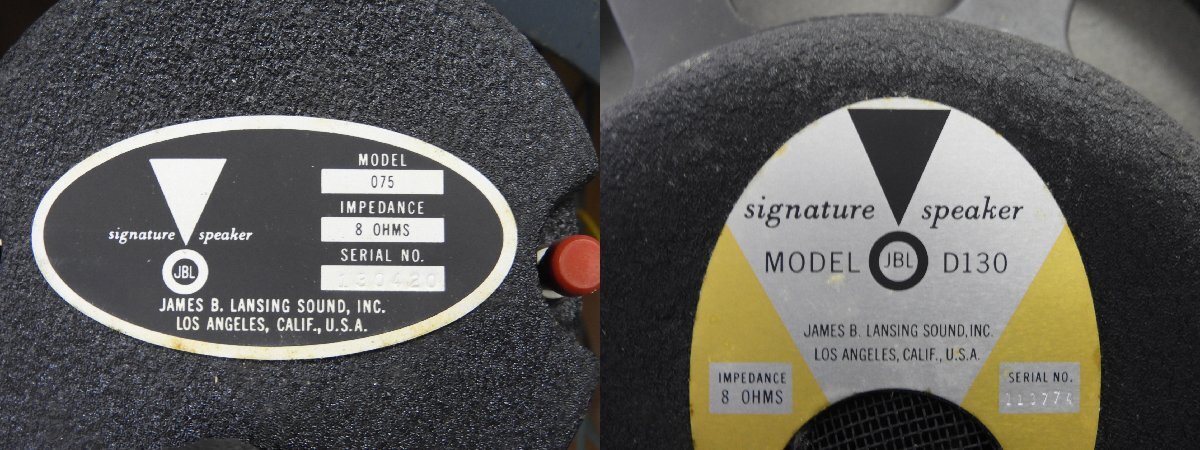 MODEL
075
IMPEDANCE
8 OHMS
SERIAL NO.
130420
signature speaker
JBL
JAMES B. LANSING SOUND, INC.
LOS ANGELES, CALIF., U.S.A.
signature speaker
MODEL JBL D130
JAMES B. LANSING SOUND, INC.
LOS ANGELES, CALIF., U.S.A.
IMPEDANCE
8 OHMS
SERIAL NO.